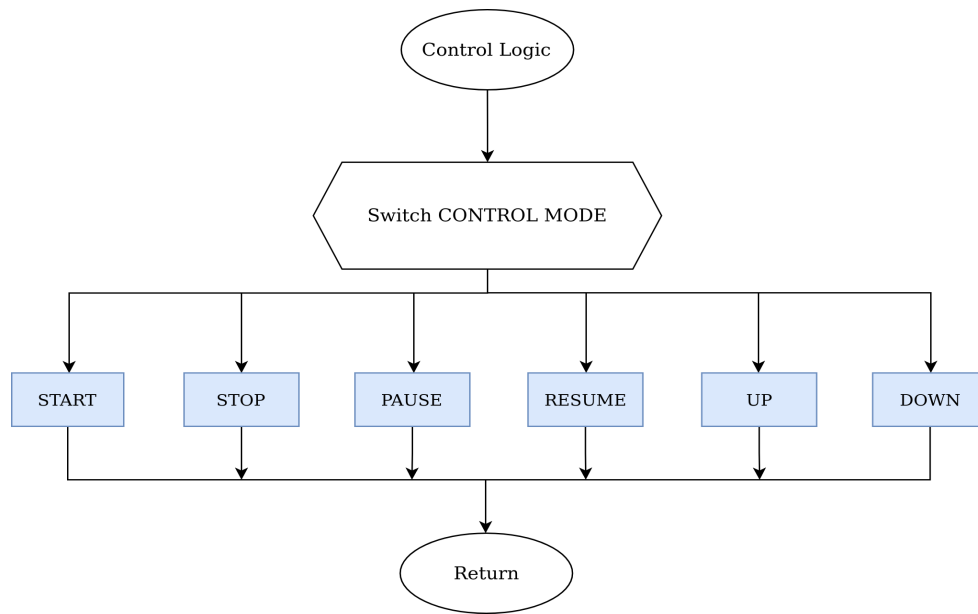 Control Logic
Switch CONTROL MODE
START
STOP
PAUSE
RESUME
UP
DOWN
Return